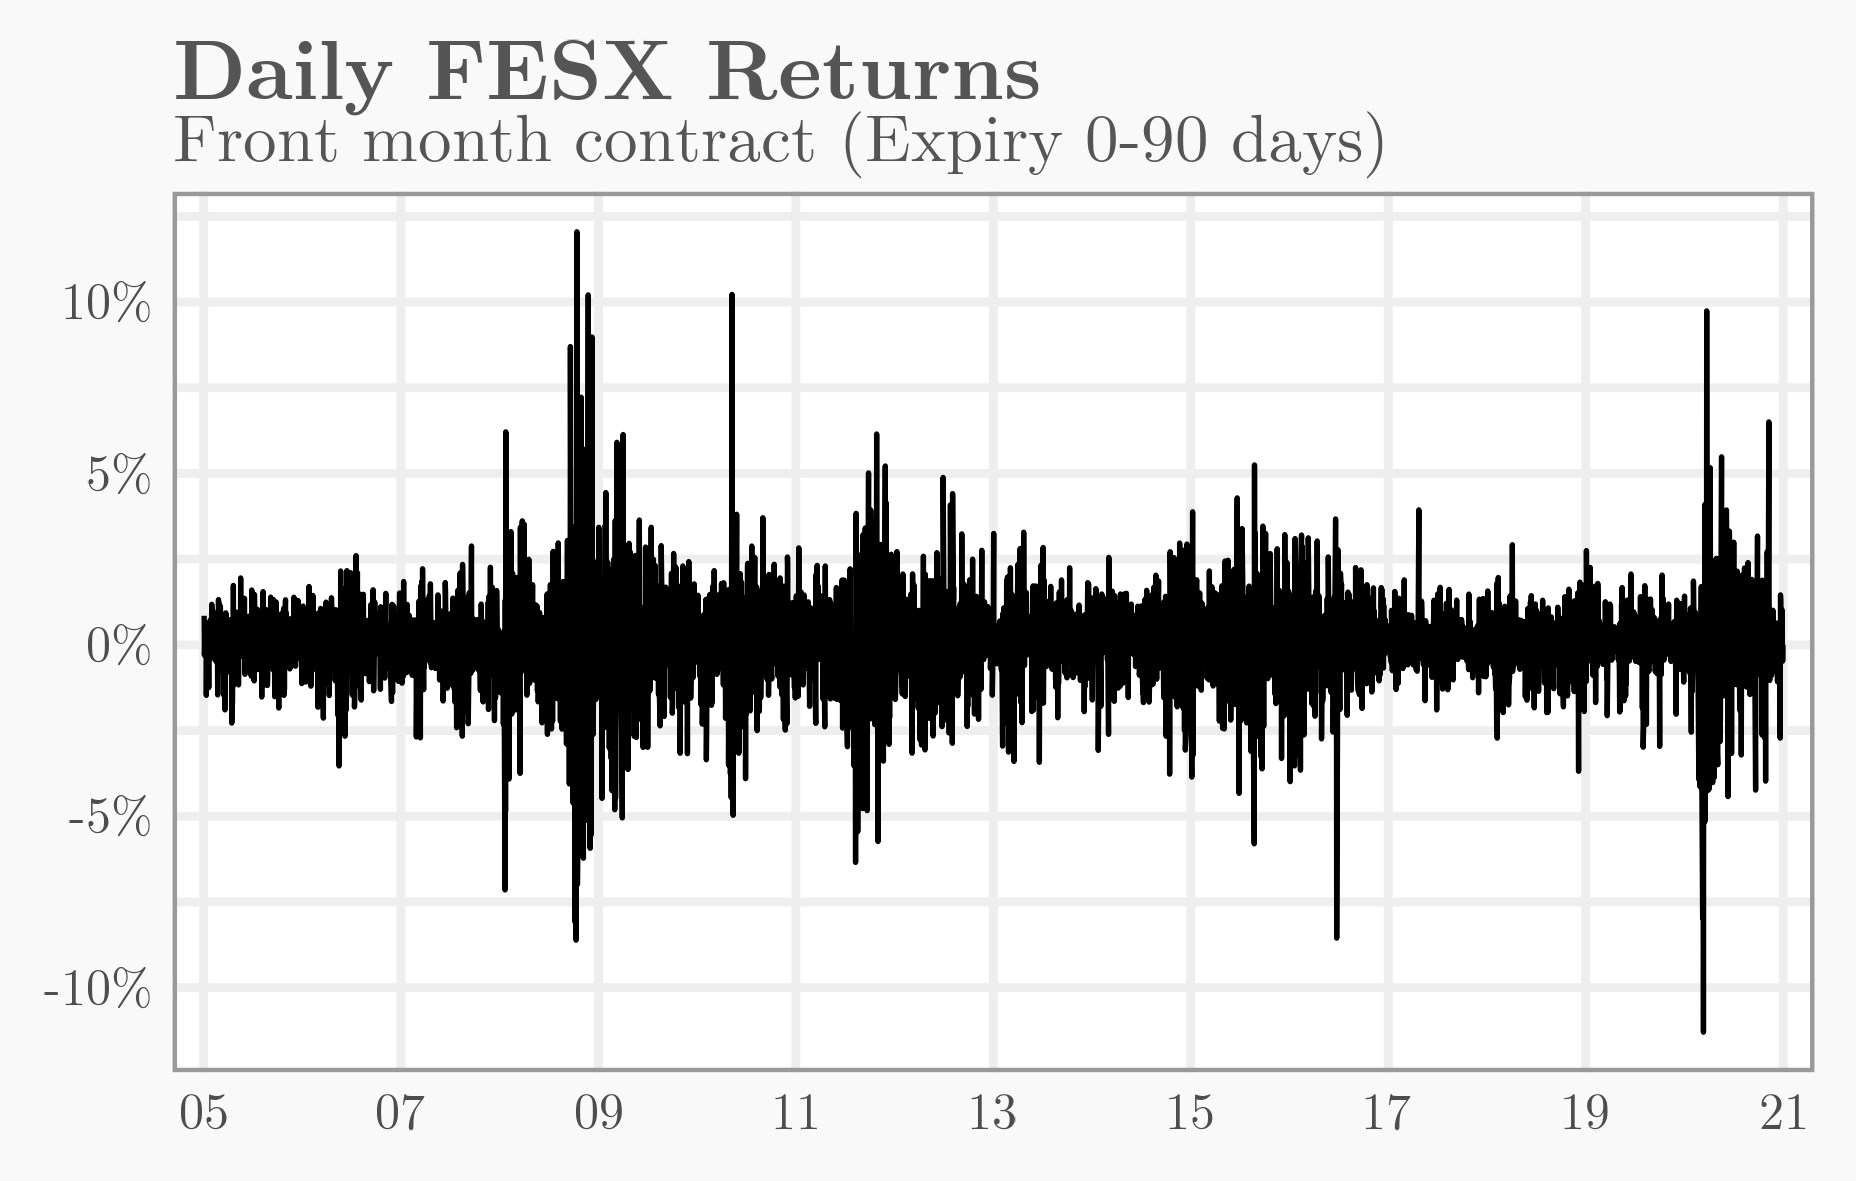 Daily FESX Returns
Front month contract (Expiry 0-90 days)
10%
5%
0%
-5%
-10%
05 07 09 11 13 15 17 19 21